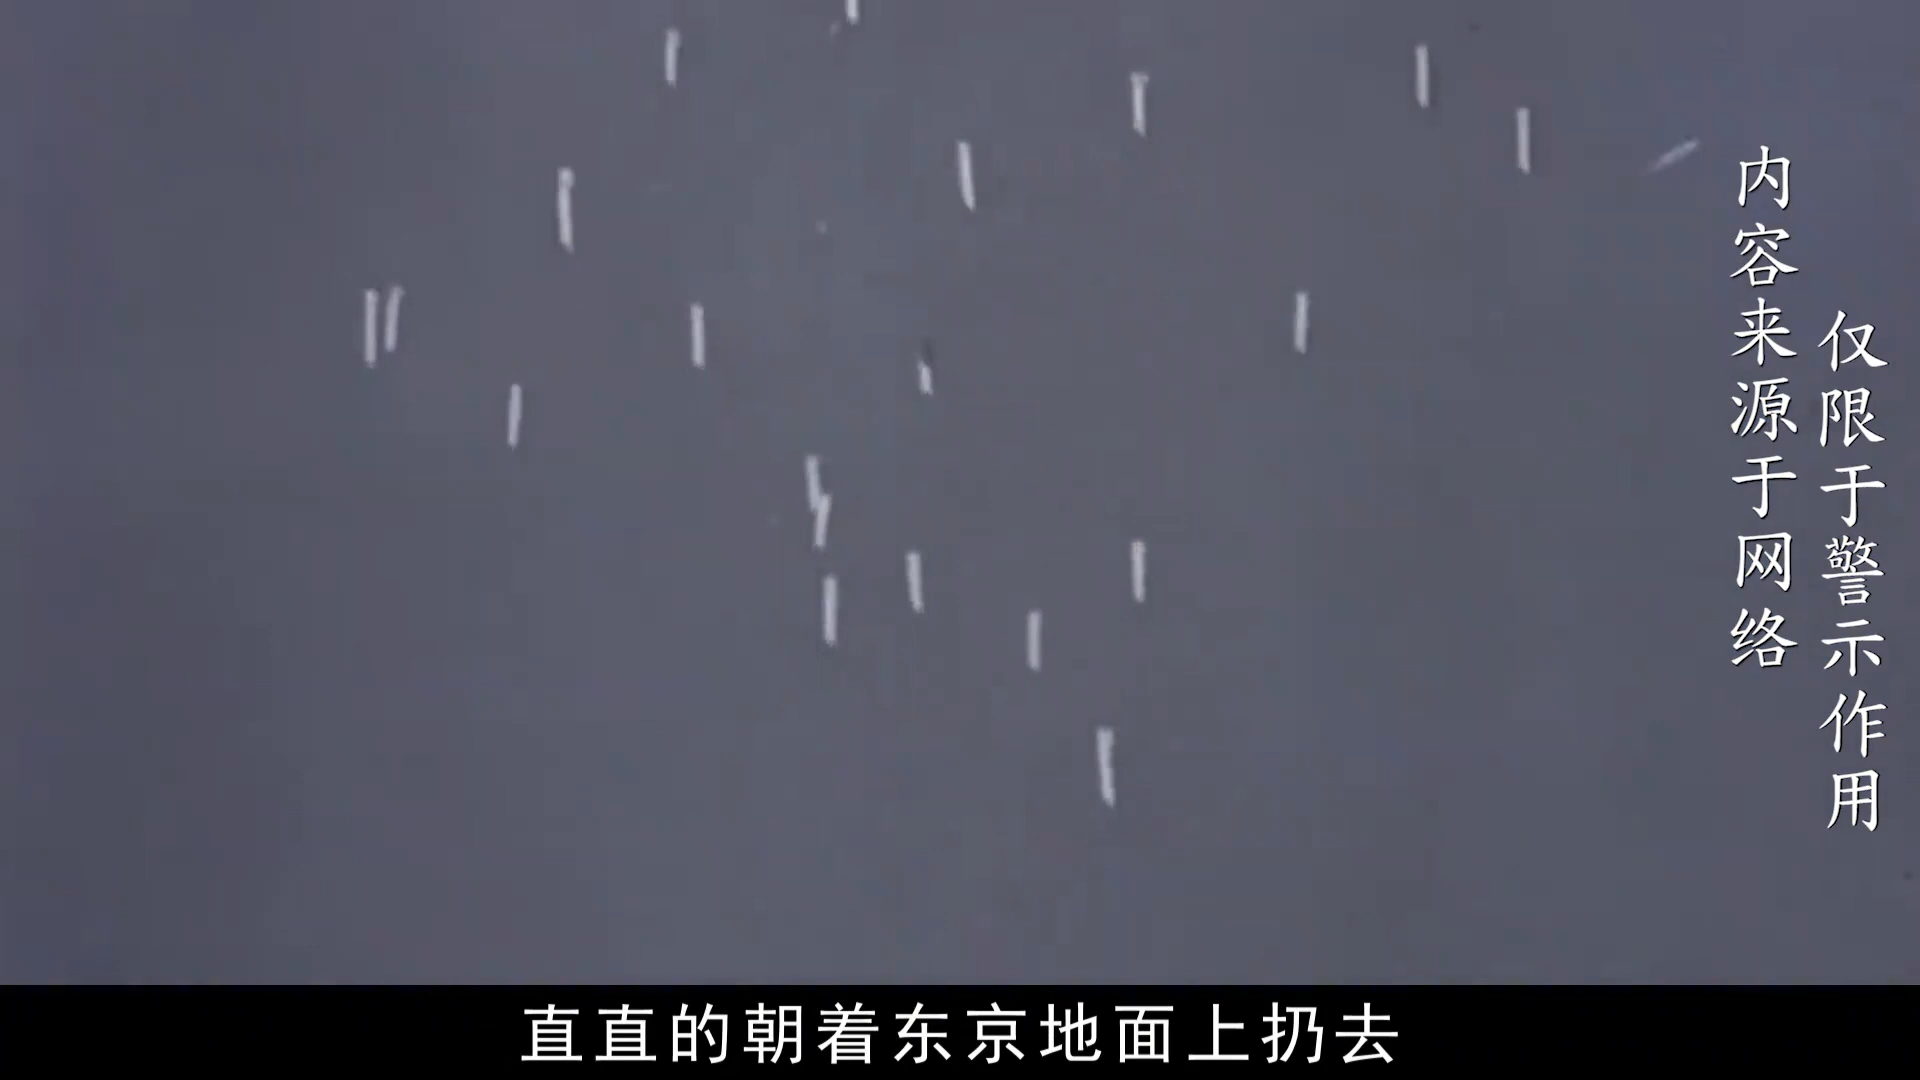 内容来源于网络
仅限于警示作用
直直的朝着东京地面上扔去